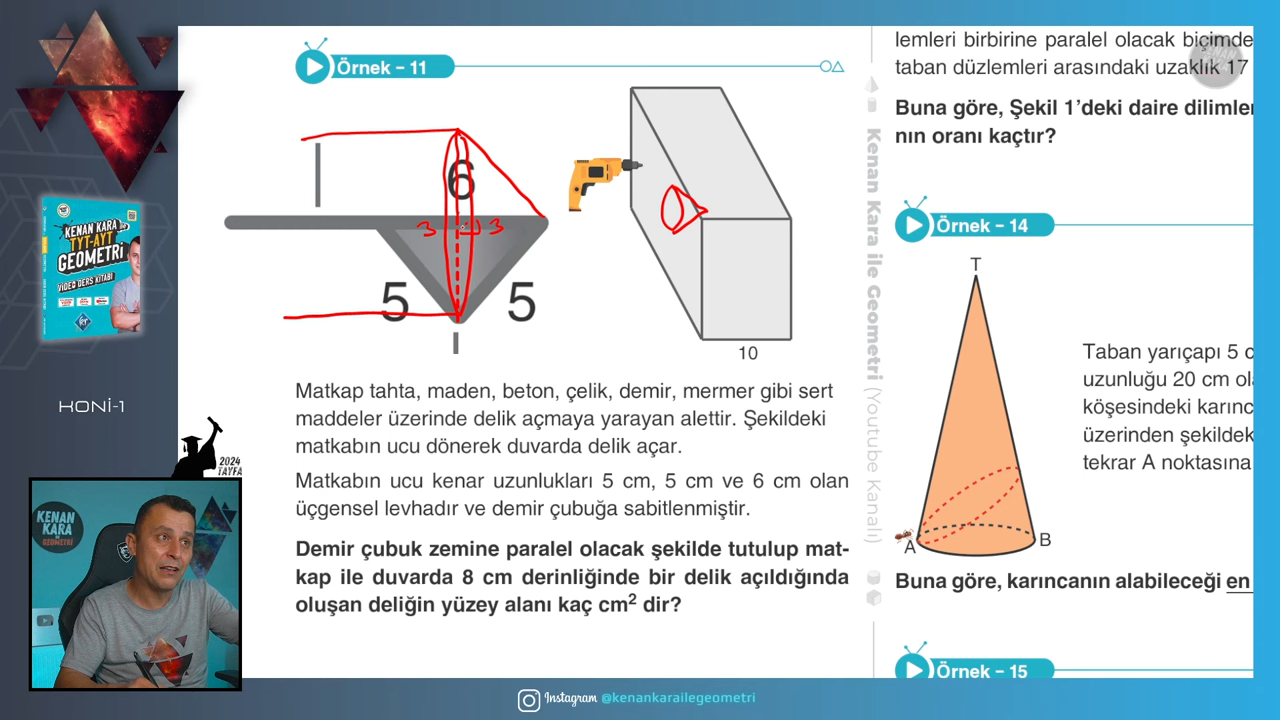 Örnek – 11
6
3 3
5 5
10
Matkap tahta, maden, beton, çelik, demir, mermer gibi sert
maddeler üzerinde delik açmaya yarayan alettir. Şekildeki
matkabın ucu dönerek duvarda delik açar.
Matkabın ucu kenar uzunlukları 5 cm, 5 cm ve 6 cm olan
üçgensel levhadır ve demir çubuğa sabitlenmiştir.
Demir çubuk zemine paralel olacak şekilde tutulup mat-
kap ile duvarda 8 cm derinliğinde bir delik açıldığında
oluşan deliğin yüzey alanı kaç cm² dir?
Kenan Kara ile Geometri (Youtube Kanalı)
lemleri birbirine paralel olacak biçimde
taban düzlemleri arasındaki uzaklık 17
Buna göre, Şekil 1’deki daire dilimler
nın oranı kaçtır?
Örnek – 14
T
A B
Taban yarıçapı 5 c
uzunluğu 20 cm ol
köşesindeki karınc
üzerinden şekildek
tekrar A noktasına
Buna göre, karıncanın alabileceği en
Örnek – 15
KENAN KARA
TYT-AYT
GEOMETRİ
VİDEO DERS KİTABI
KONİ-1
2024
TAYFA
KENAN
KARA
GEOMETRİ
Instagram @kenankarailegeometri